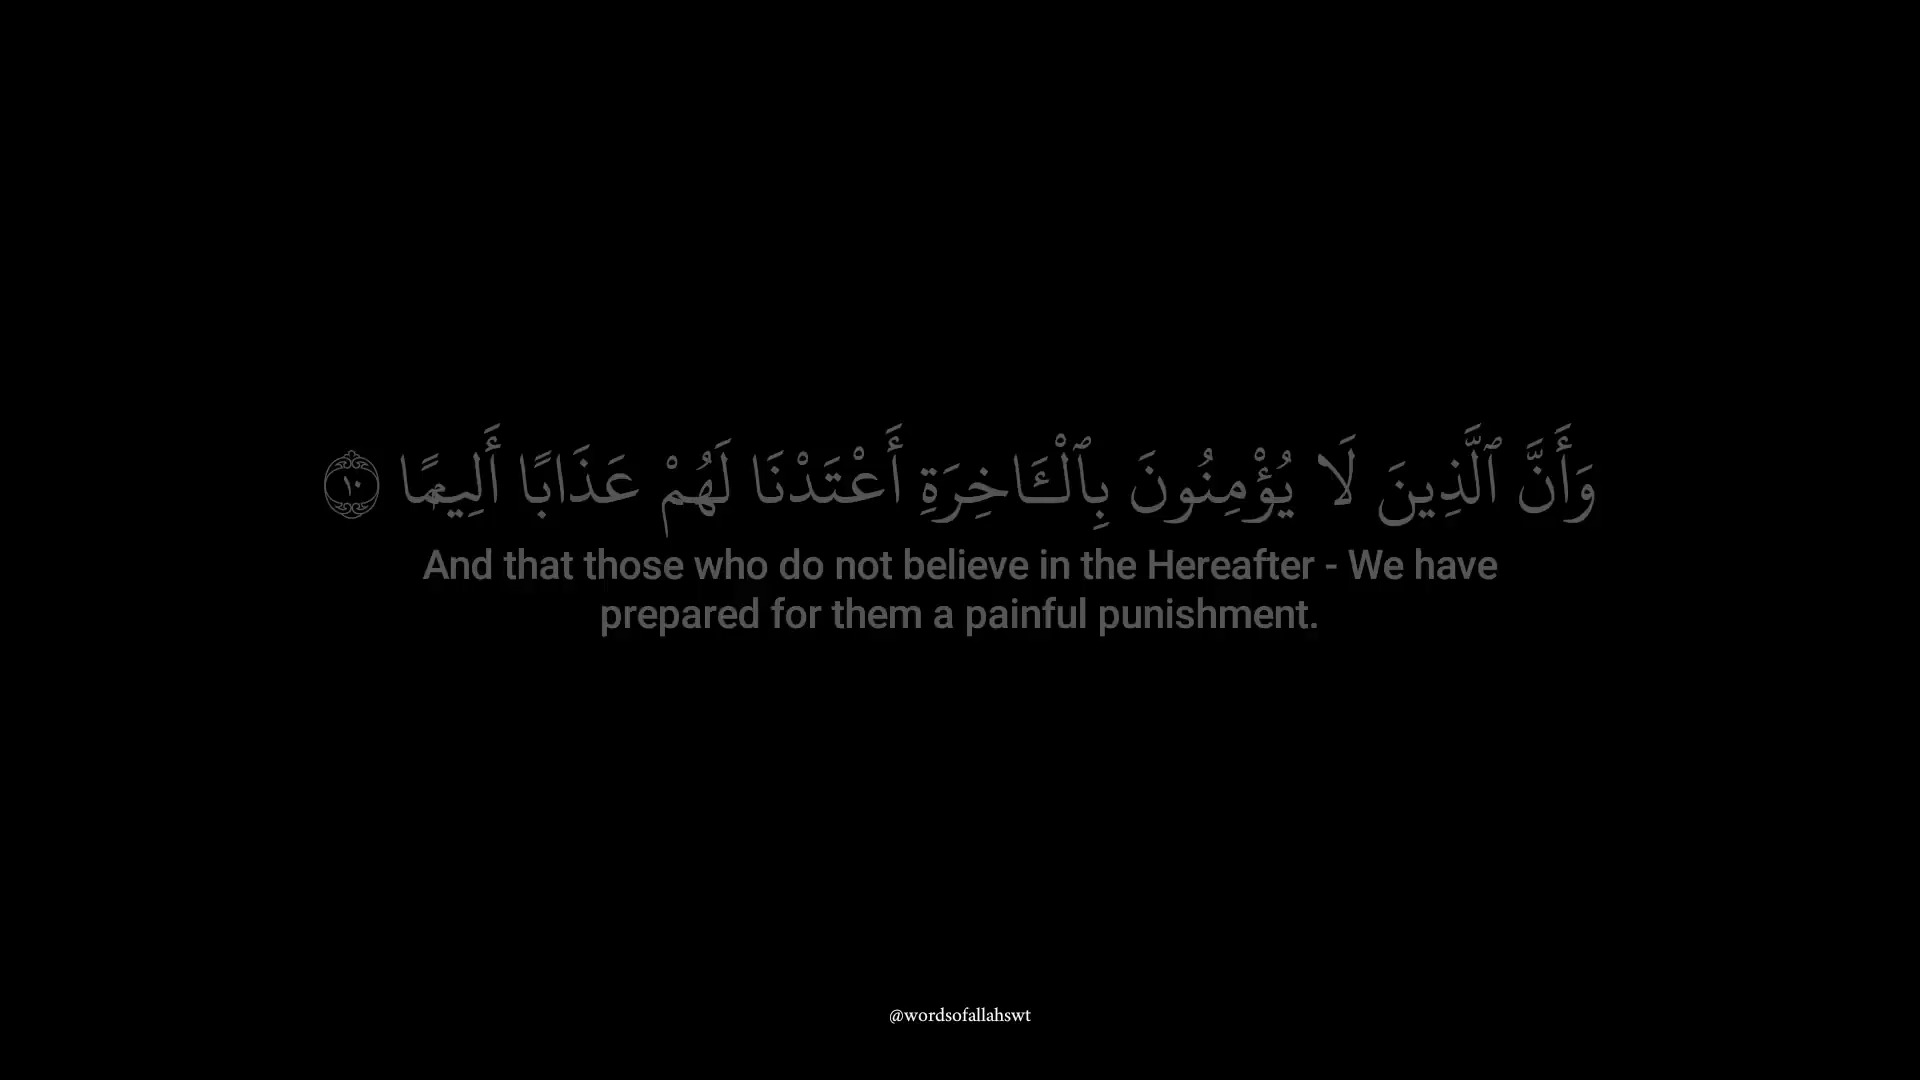 وَأَنَّ ٱلَّذِينَ لَا يُؤْمِنُونَ بِٱلْـَٔاخِرَةِ أَعْتَدْنَا لَهُمْ عَذَابًا أَلِيمًا ١٠
And that those who do not believe in the Hereafter - We have
prepared for them a painful punishment.
@wordsofallahswt